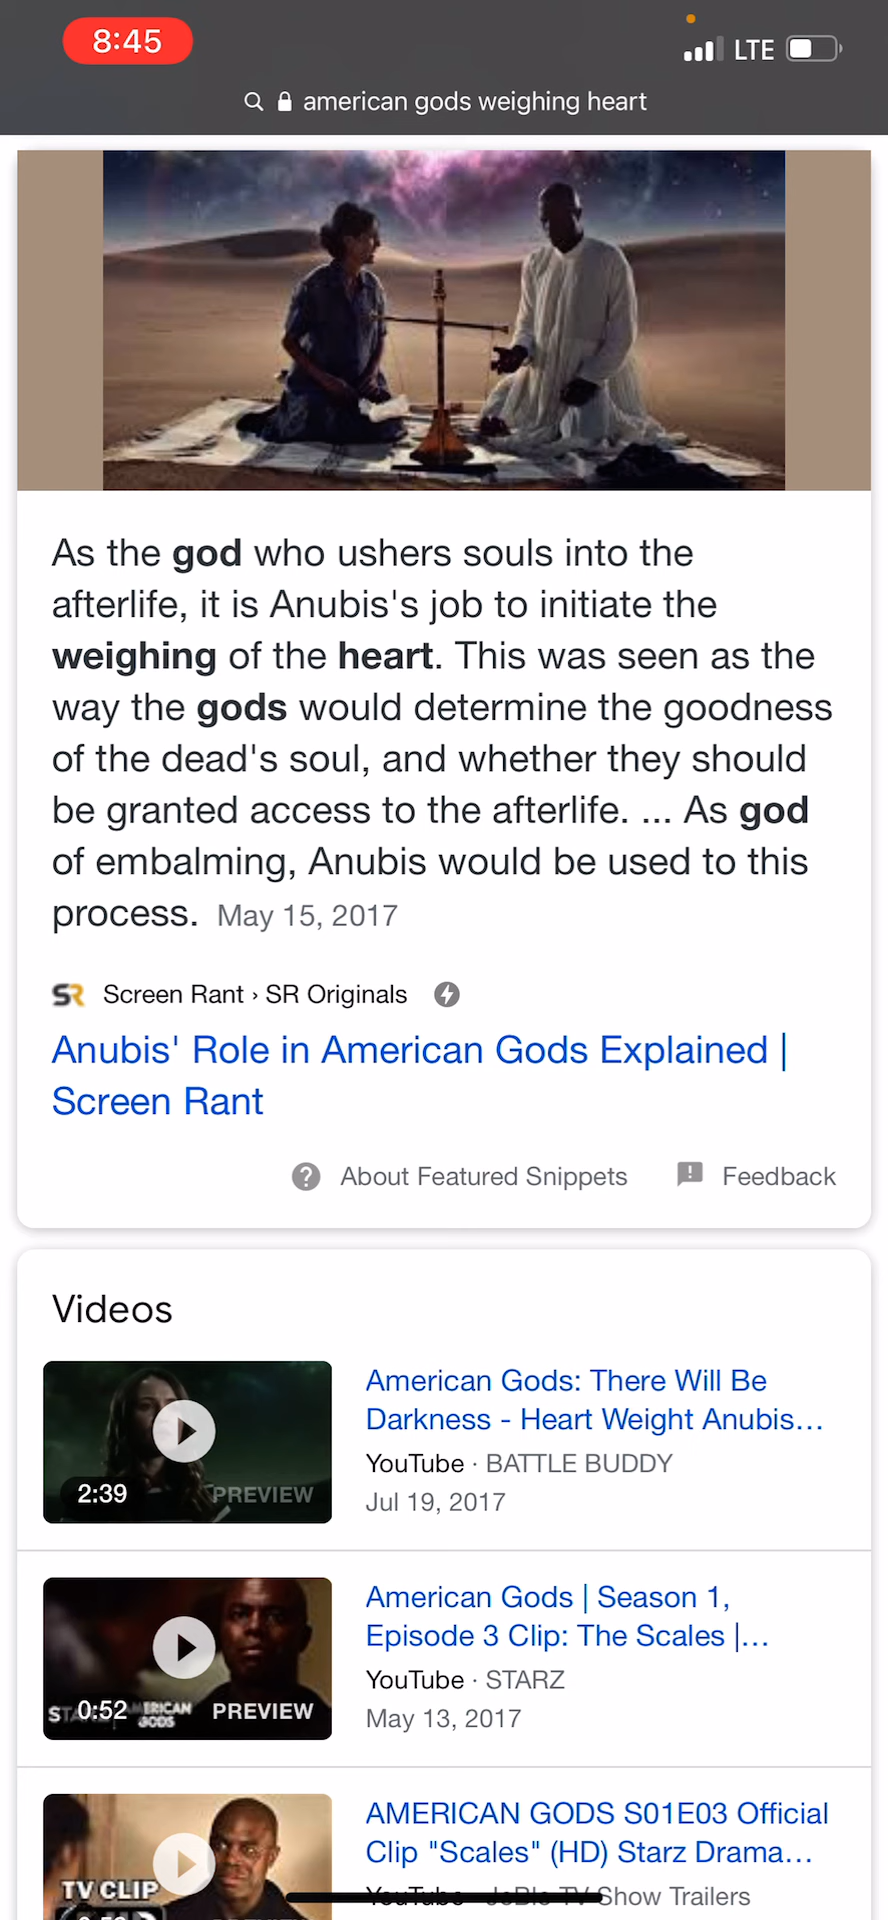 8:45
LTE
american gods weighing heart
As the god who ushers souls into the
afterlife, it is Anubis's job to initiate the
weighing of the heart. This was seen as the
way the gods would determine the goodness
of the dead's soul, and whether they should
be granted access to the afterlife. ... As god
of embalming, Anubis would be used to this
process. May 15, 2017
SR Screen Rant › SR Originals
Anubis' Role in American Gods Explained |
Screen Rant
? About Featured Snippets ! Feedback
Videos
2:39 PREVIEW
American Gods: There Will Be
Darkness - Heart Weight Anubis...
YouTube · BATTLE BUDDY
Jul 19, 2017
0:52 PREVIEW
American Gods | Season 1,
Episode 3 Clip: The Scales |...
YouTube · STARZ
May 13, 2017
TV CLIP
AMERICAN GODS S01E03 Official
Clip "Scales" (HD) Starz Drama...
YouTube · JoBlo TV Show Trailers